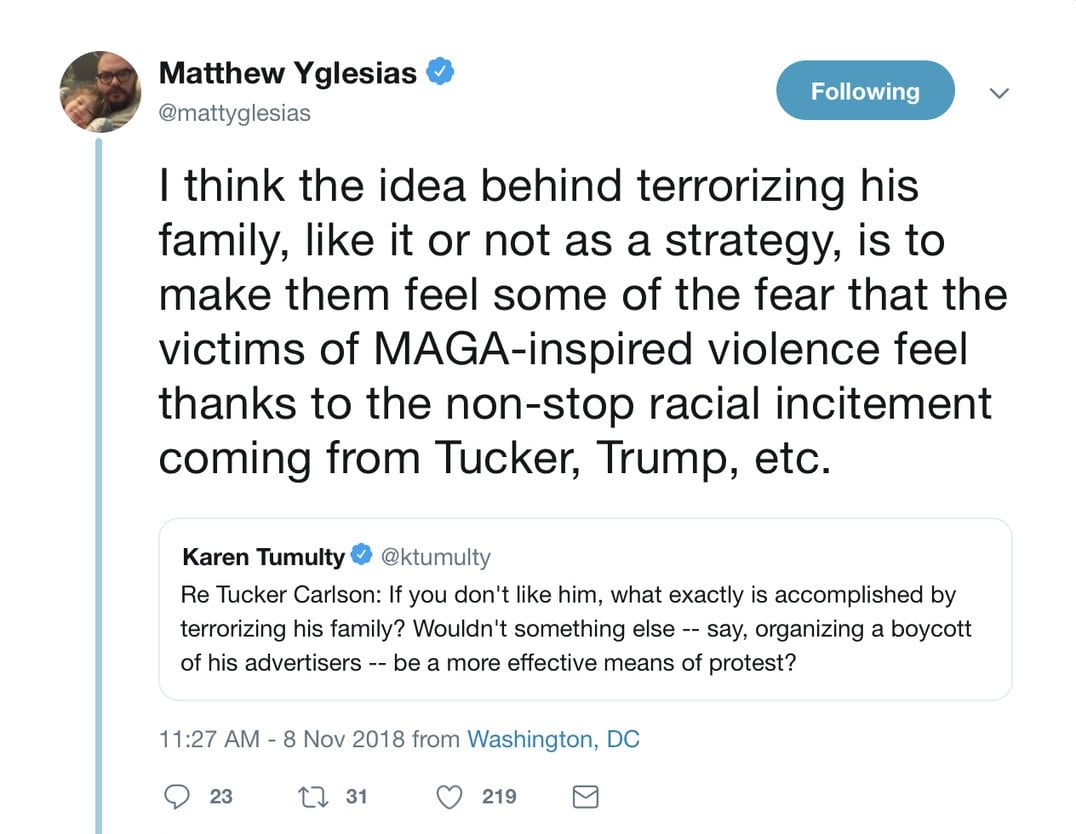 Matthew Yglesias
@mattyglesias
Following
I think the idea behind terrorizing his
family, like it or not as a strategy, is to
make them feel some of the fear that the
victims of MAGA-inspired violence feel
thanks to the non-stop racial incitement
coming from Tucker, Trump, etc.
Karen Tumulty @ktumulty
Re Tucker Carlson: If you don't like him, what exactly is accomplished by
terrorizing his family? Wouldn't something else -- say, organizing a boycott
of his advertisers -- be a more effective means of protest?
11:27 AM - 8 Nov 2018 from Washington, DC
23 31 219